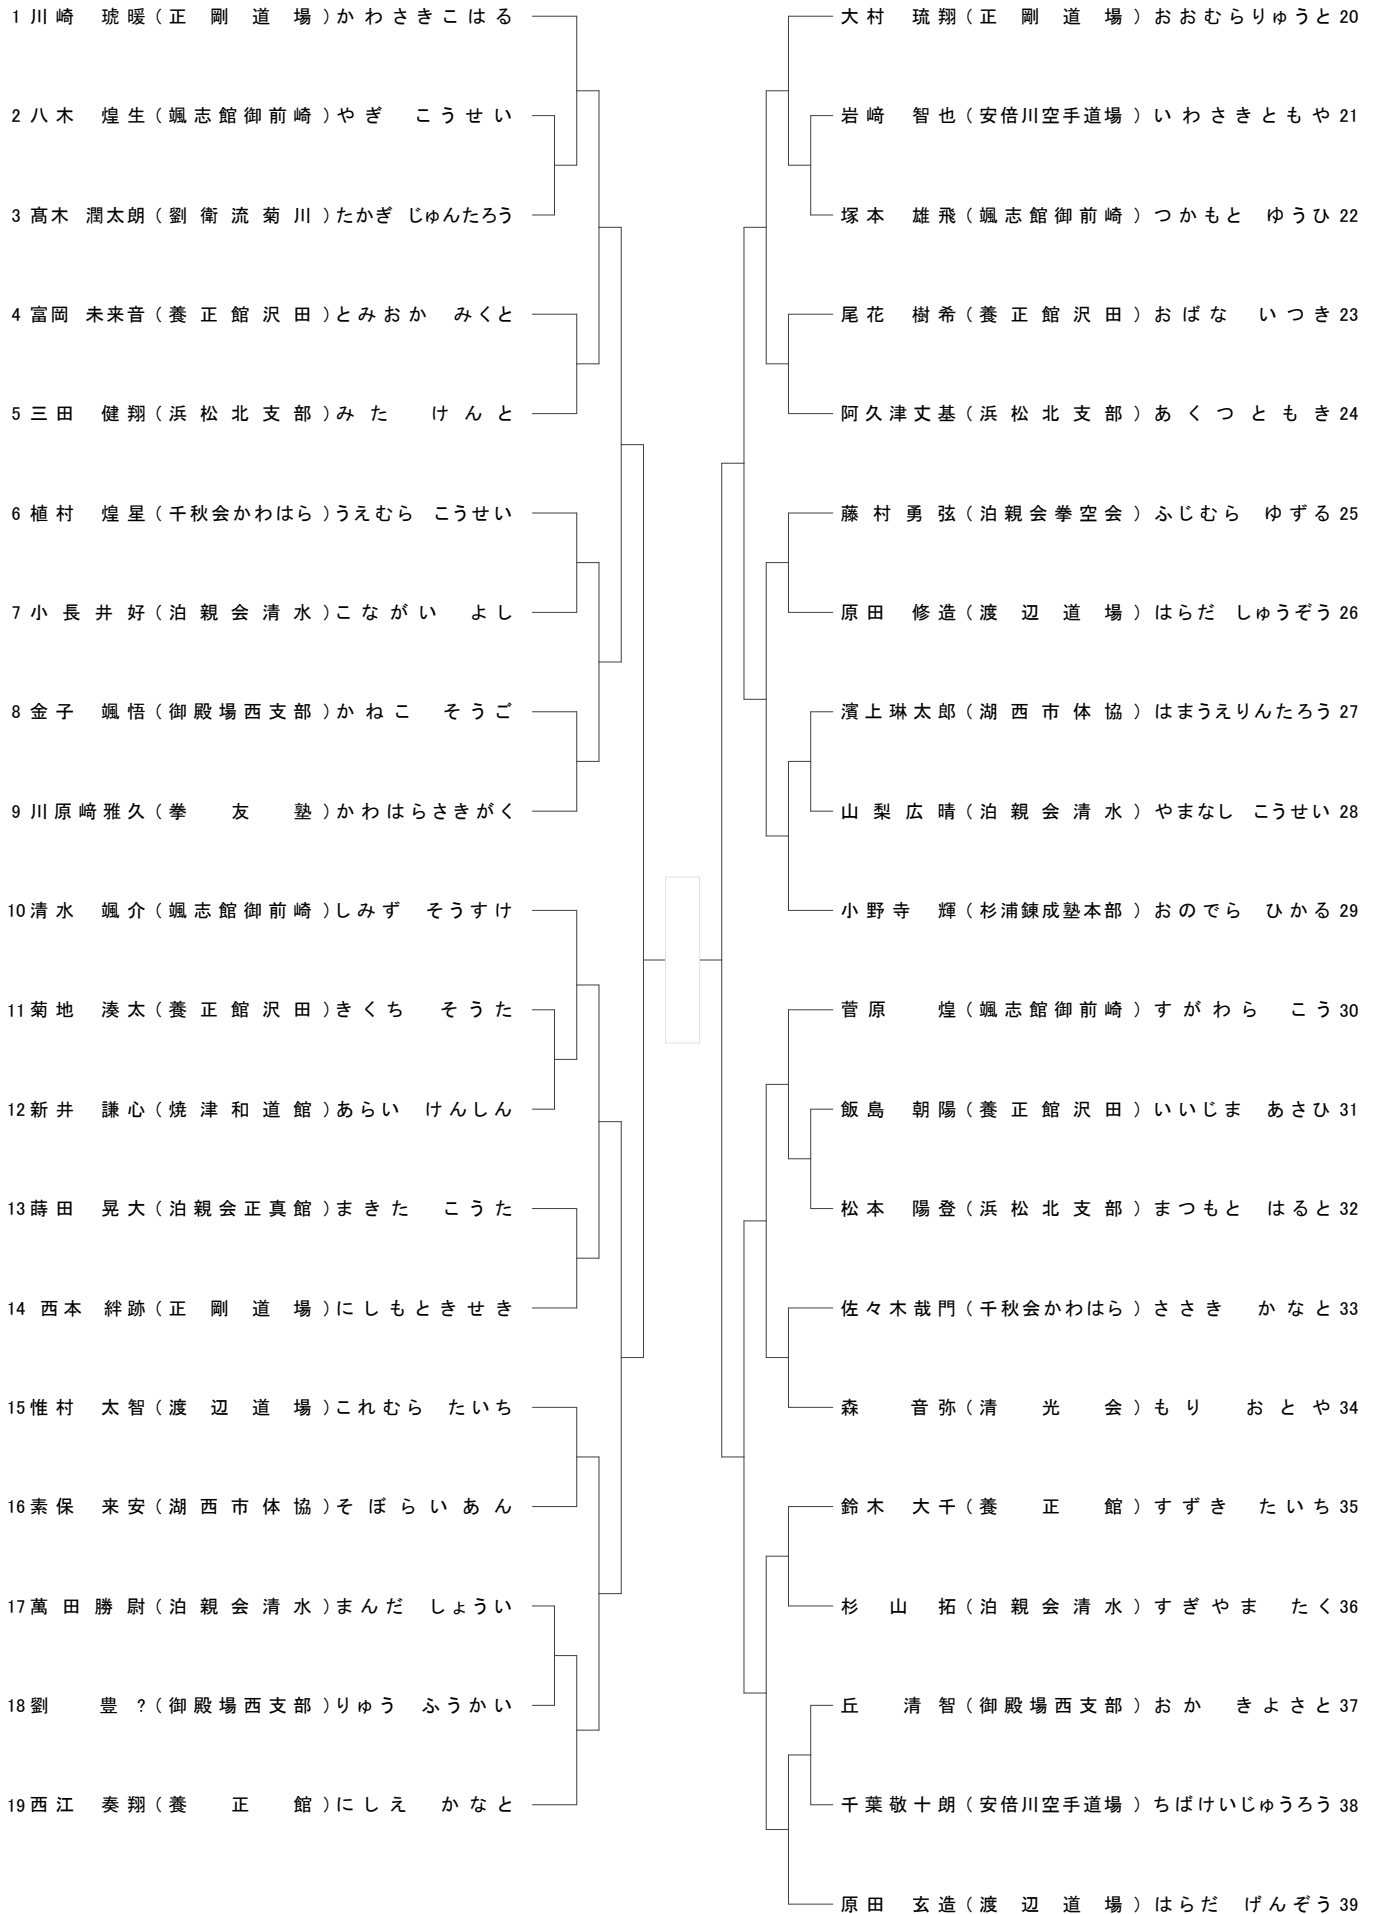 1 川崎 琥暖(正剛道場)かわさきこはる
2 八木 煌生(颯志館御前崎)やぎ こうせい
3 髙木 潤太朗(劉衛流菊川)たかぎ じゅんたろう
4 富岡 未来音(養正館沢田)とみおか みくと
5 三田 健翔(浜松北支部)みた けんと
6 植村 煌星(千秋会かわはら)うえむら こうせい
7 小長井好(泊親会清水)こながい よし
8 金子 颯悟(御殿場西支部)かねこ そうご
9 川原﨑雅久(拳友塾)かわはらさきがく
10 清水 颯介(颯志館御前崎)しみず そうすけ
11 菊地 湊太(養正館沢田)きくち そうた
12 新井 謙心(焼津和道館)あらい けんしん
13 蒔田 晃大(泊親会正真館)まきた こうた
14 西本 絆跡(正剛道場)にしもときせき
15 惟村 太智(渡辺道場)これむら たいち
16 素保 来安(湖西市体協)そぼらいあん
17 萬田勝尉(泊親会清水)まんだ しょうい
18 劉 豊?(御殿場西支部)りゅう ふうかい
19 西江 奏翔(養正館)にしえ かなと
大村 琉翔(正剛道場)おおむらりゅうと 20
岩﨑 智也(安倍川空手道場)いわさきともや 21
塚本 雄飛(颯志館御前崎)つかもと ゆうひ 22
尾花 樹希(養正館沢田)おばな いつき 23
阿久津丈基(浜松北支部)あくつともき 24
藤村勇弦(泊親会拳空会)ふじむら ゆずる 25
原田 修造(渡辺道場)はらだ しゅうぞう 26
濱上琳太郎(湖西市体協)はまうえりんたろう 27
山梨広晴(泊親会清水)やまなし こうせい 28
小野寺 輝(杉浦錬成塾本部)おのでら ひかる 29
菅原 煌(颯志館御前崎)すがわら こう 30
飯島 朝陽(養正館沢田)いいじま あさひ 31
松本 陽登(浜松北支部)まつもと はると 32
佐々木哉門(千秋会かわはら)ささき かなと 33
森 音弥(清光会)もり おとや 34
鈴木 大千(養正館)すずき たいち 35
杉山 拓(泊親会清水)すぎやま たく 36
丘 清智(御殿場西支部)おか きよさと 37
千葉敬十朗(安倍川空手道場)ちばけいじゅうろう 38
原田 玄造(渡辺道場)はらだ げんぞう 39